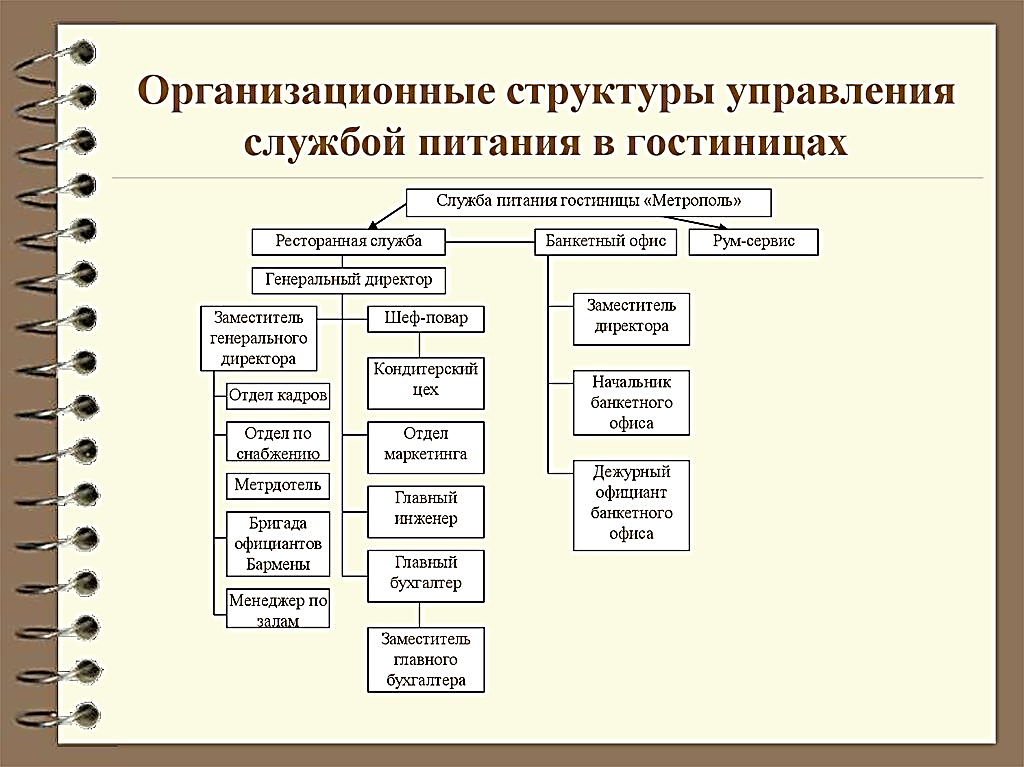 Организационные структуры управления
службой питания в гостиницах
Служба питания гостиницы «Метрополь»
Ресторанная служба
Банкетный офис
Рум-сервис
Генеральный директор
Заместитель
генерального
директора
Отдел кадров
Отдел по
снабжению
Метрдотель
Бригада
официантов
Бармены
Менеджер по
залам
Шеф-повар
Кондитерский
цех
Отдел
маркетинга
Главный
инженер
Главный
бухгалтер
Заместитель
главного
бухгалтера
Заместитель
директора
Начальник
банкетного
офиса
Дежурный
официант
банкетного
офиса